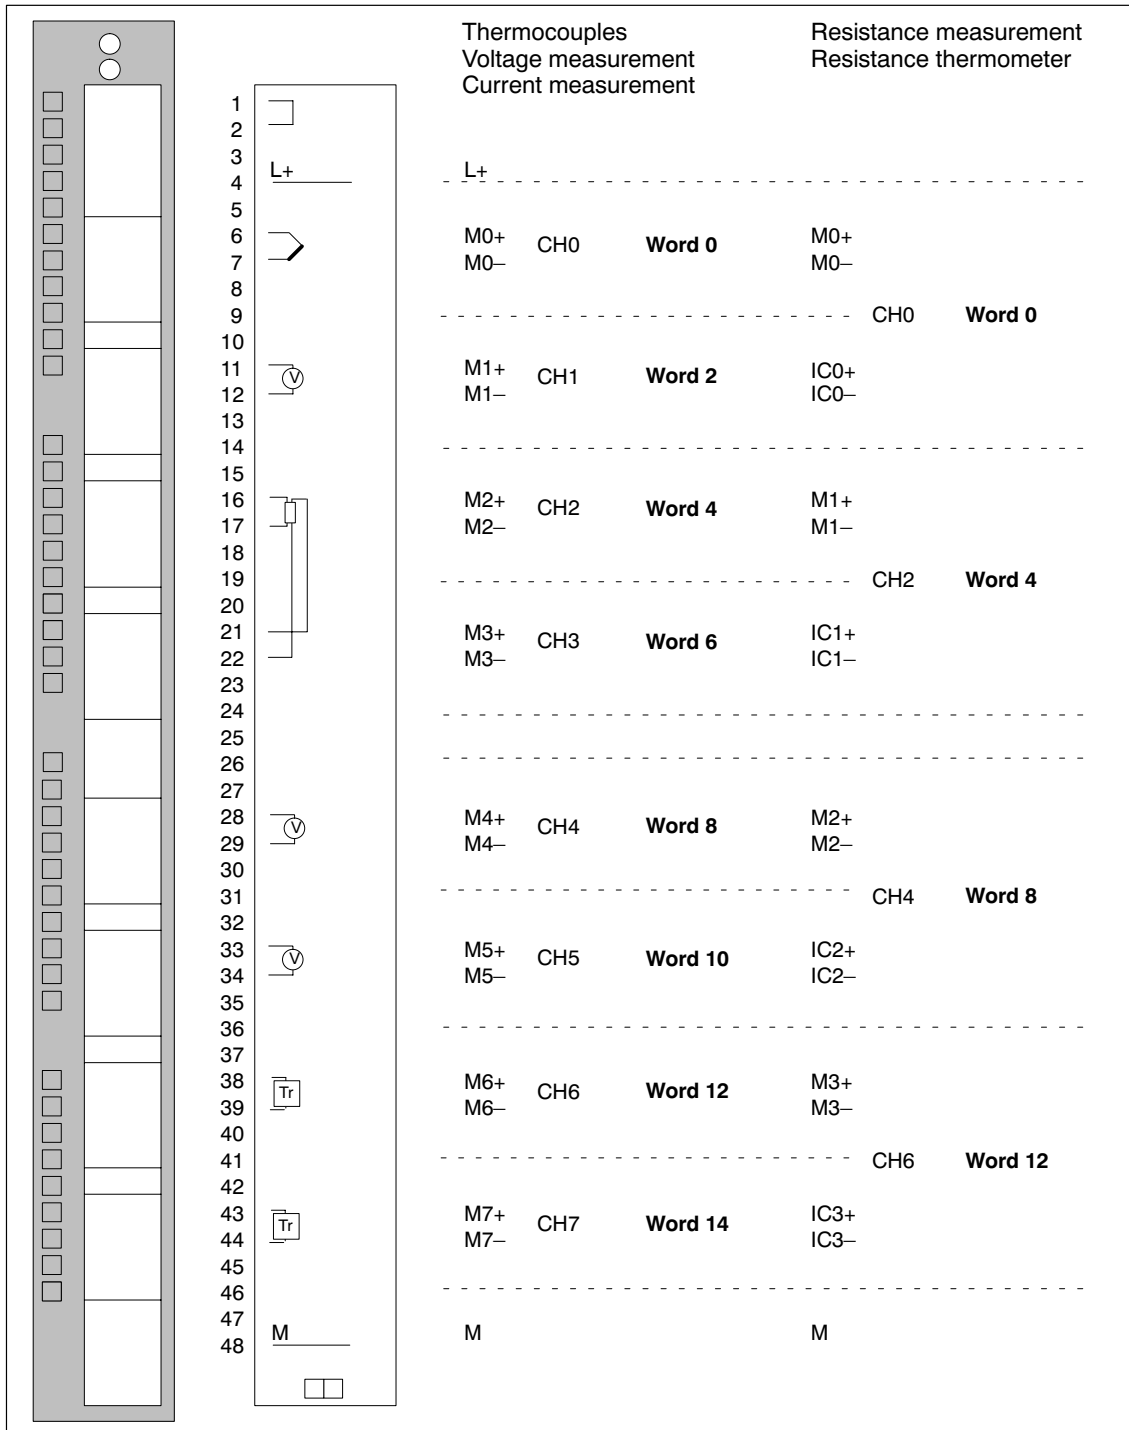 Thermocouples Resistance measurement
Voltage measurement Resistance thermometer
Current measurement
1
2
3
4 L+ L+
5
6 M0+ CH0 Word 0 M0+
7 M0– M0–
8
9 CH0 Word 0
10
11 V M1+ CH1 Word 2 IC0+
12 M1– IC0–
13
14
15
16 M2+ CH2 Word 4 M1+
17 M2– M1–
18
19 CH2 Word 4
20
21 M3+ CH3 Word 6 IC1+
22 M3– IC1–
23
24
25
26
27
28 V M4+ CH4 Word 8 M2+
29 M4– M2–
30
31 CH4 Word 8
32
33 V M5+ CH5 Word 10 IC2+
34 M5– IC2–
35
36
37
38 Tr M6+ CH6 Word 12 M3+
39 M6– M3–
40
41 CH6 Word 12
42
43 Tr M7+ CH7 Word 14 IC3+
44 M7– IC3–
45
46
47
48 M M M